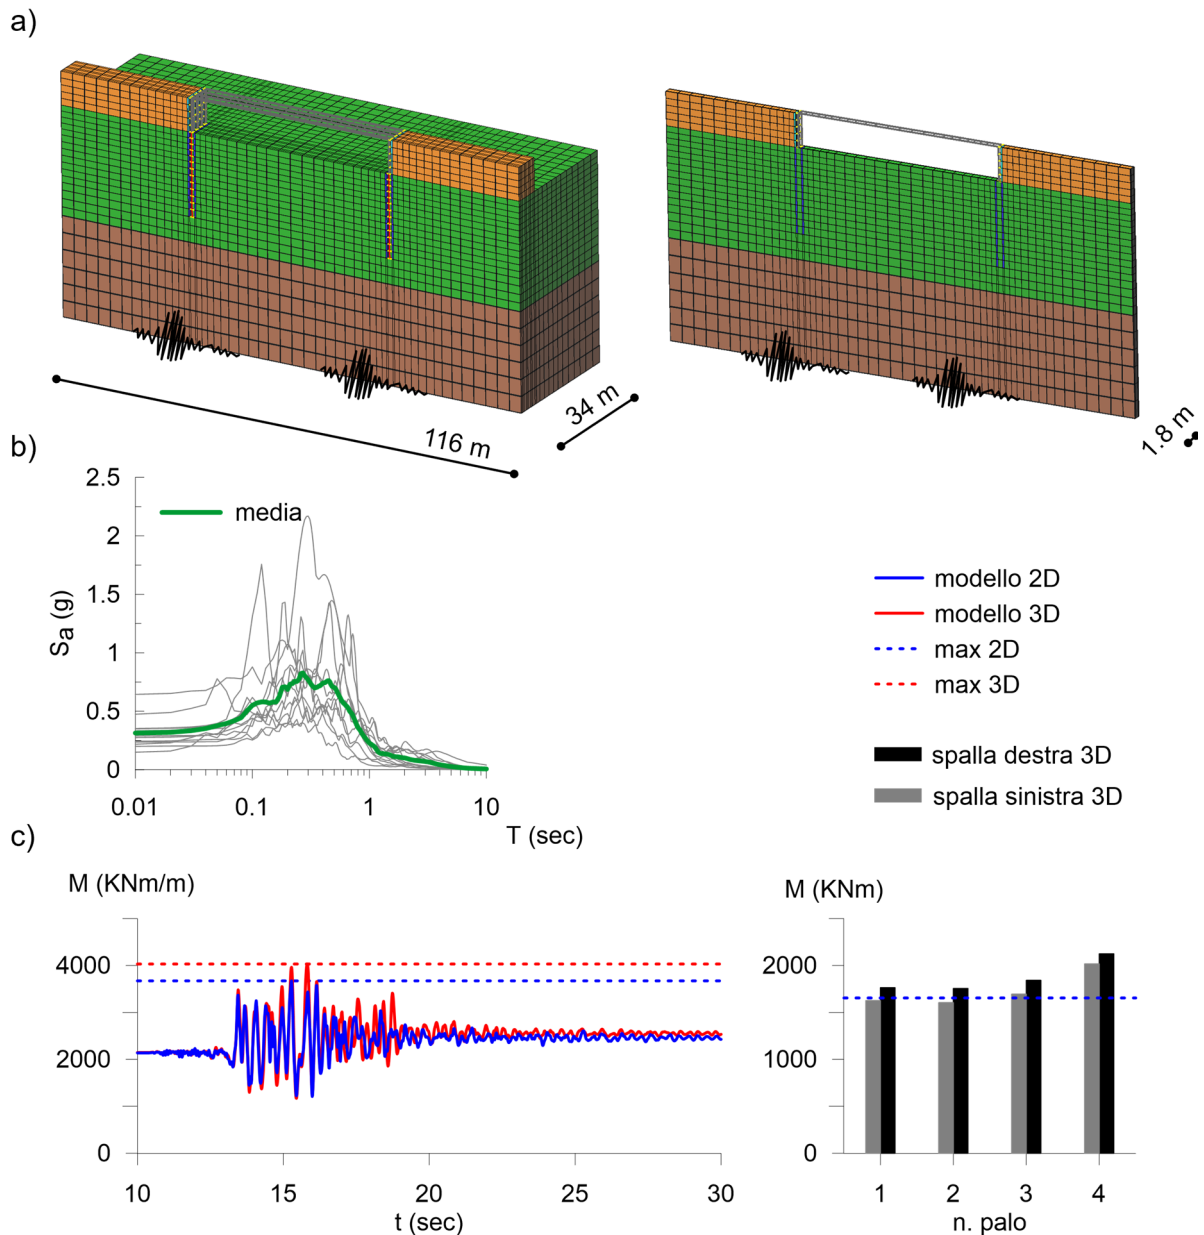 a)
116 m
34 m
1.8 m
b)
Sa (g)
2.5
2
1.5
1
0.5
0
media
0.01 0.1 1 10
T (sec)
modello 2D
modello 3D
max 2D
max 3D
spalla destra 3D
spalla sinistra 3D
c)
M (KNm/m)
4000
2000
0
10 15 20 25 30
t (sec)
M (KNm)
2000
1000
0
1 2 3 4
n. palo